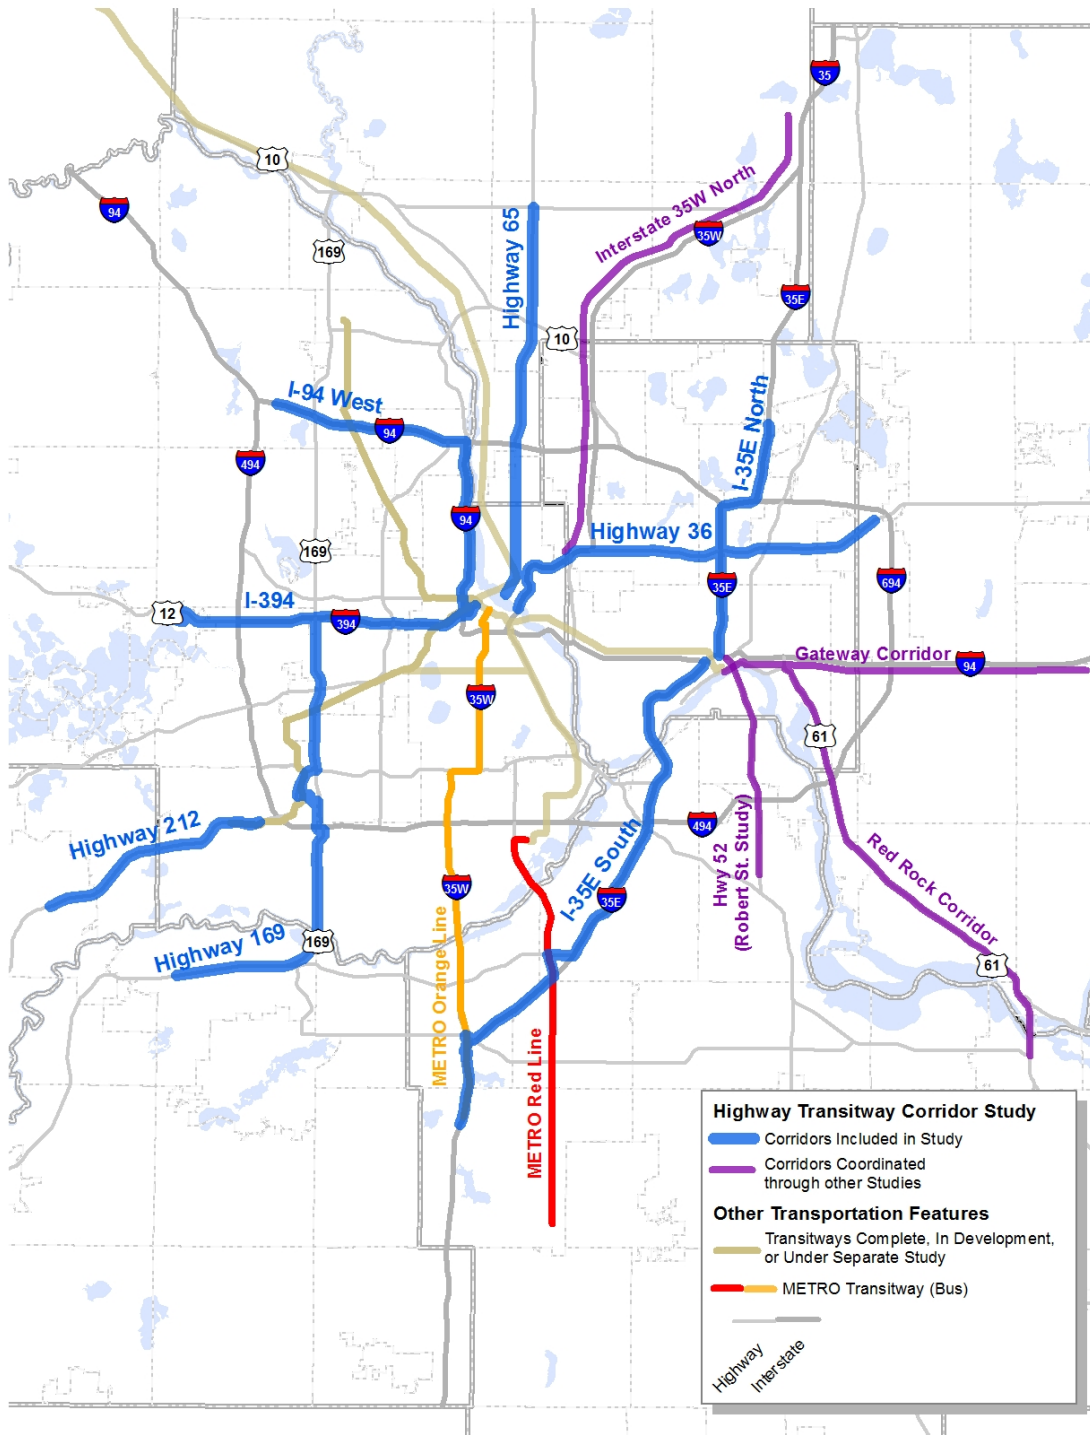 35
10
94
Interstate 35W North
35W
Highway 65
169
35E
10
I-94 West
94
I-35E North
494
94
Highway 36
169
35E
694
12
I-394
394
Gateway Corridor
94
35W
61
Highway 212
494
Hwy 52
(Robert St. Study)
Red Rock Corridor
I-35E South
35E
35W
METRO Orange Line
Highway 169
169
61
METRO Red Line
Highway Transitway Corridor Study
Corridors Included in Study
Corridors Coordinated
through other Studies
Other Transportation Features
Transitways Complete, In Development,
or Under Separate Study
METRO Transitway (Bus)
Highway
Interstate